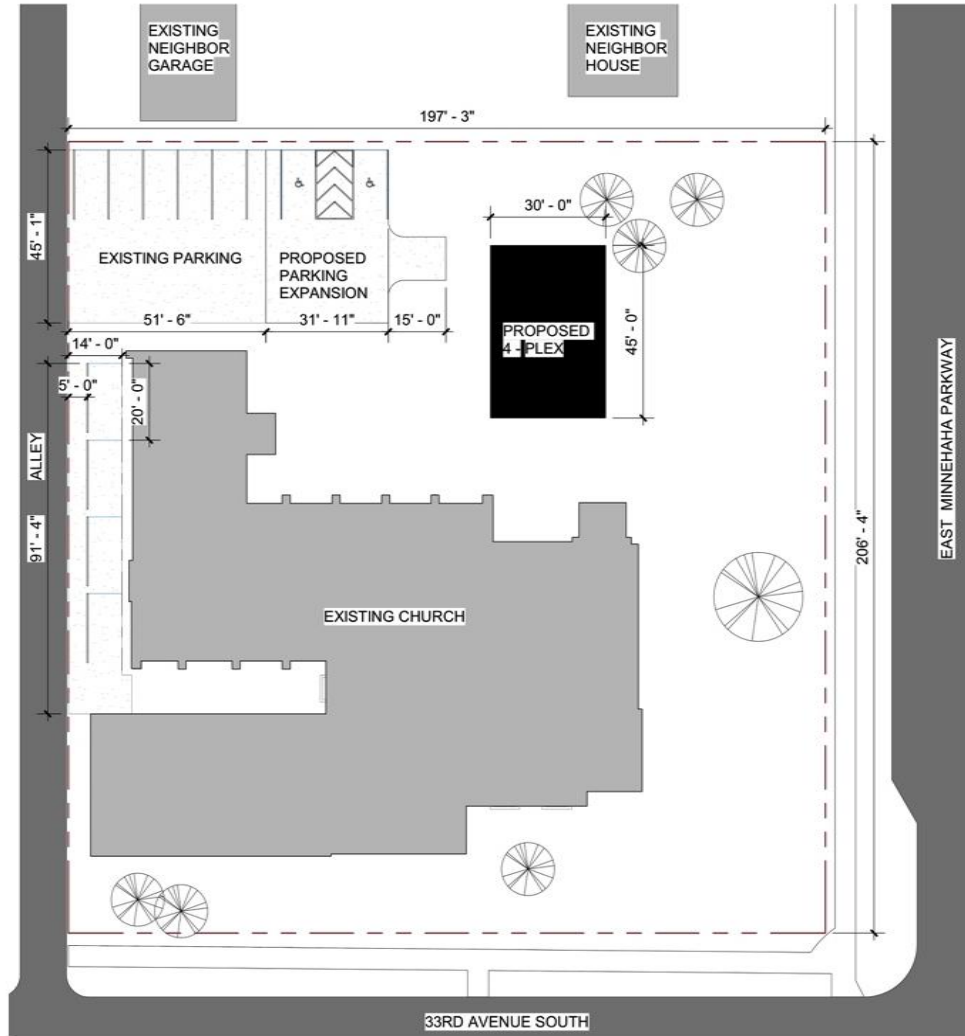 EXISTING
NEIGHBOR
GARAGE
EXISTING
NEIGHBOR
HOUSE
197' - 3"
45' - 1"
EXISTING PARKING
PROPOSED
PARKING
EXPANSION
30' - 0"
PROPOSED
4 - PLEX
45' - 0"
51' - 6"
31' - 11"
15' - 0"
14' - 0"
5' - 0"
20' - 0"
ALLEY
91' - 4"
EXISTING CHURCH
206' - 4"
EAST MINNEHAHA PARKWAY
33RD AVENUE SOUTH